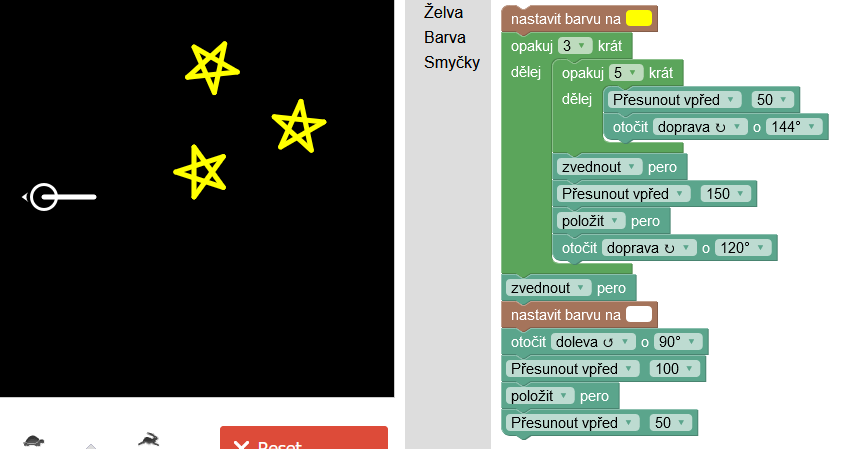 Želva
Barva
Smyčky
nastavit barvu na
opakuj 3 krát
dělej
opakuj 5 krát
dělej
Přesunout vpřed 50
otočit doprava ↻ o 144°
zvednout pero
Přesunout vpřed 150
položit pero
otočit doprava ↻ o 120°
zvednout pero
nastavit barvu na
otočit doleva ↺ o 90°
Přesunout vpřed 100
položit pero
Přesunout vpřed 50
Reset